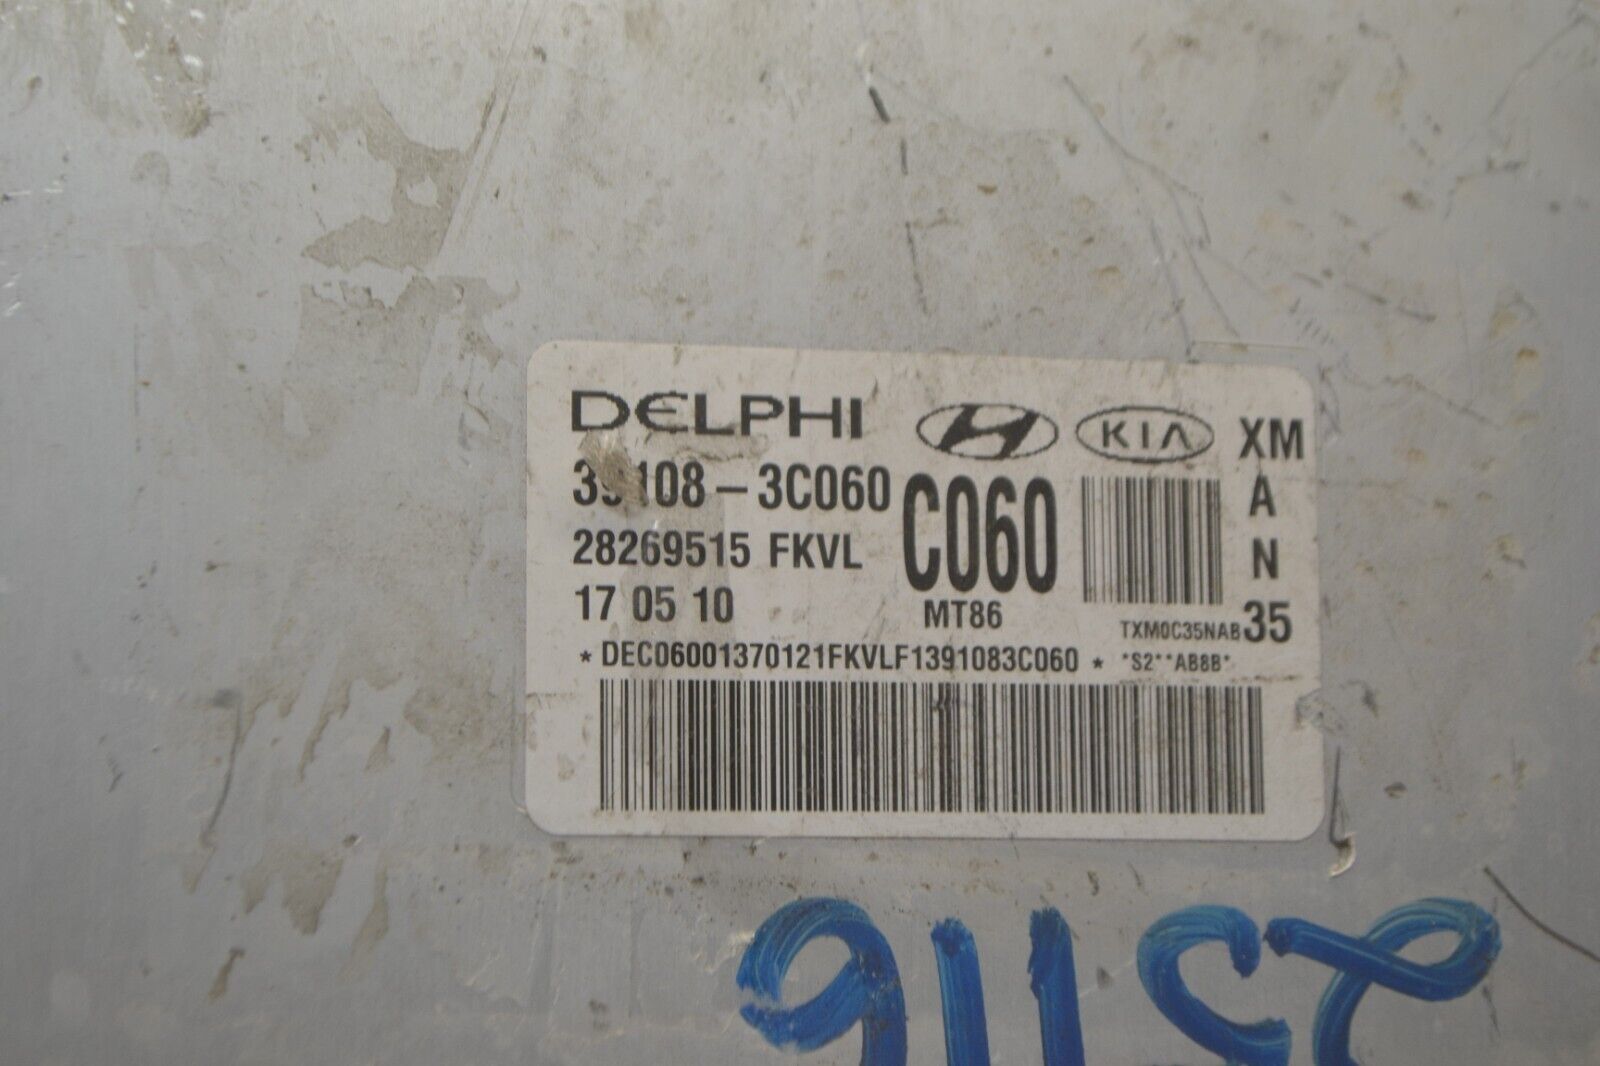 DELPHI KIA XM
39108-3C060 C060 A
28269515 FKVL N
17 05 10 MT86 TXM0C35NAB 35
*DEC06001370121FKVLF1391083C060* *S2**AB8B*